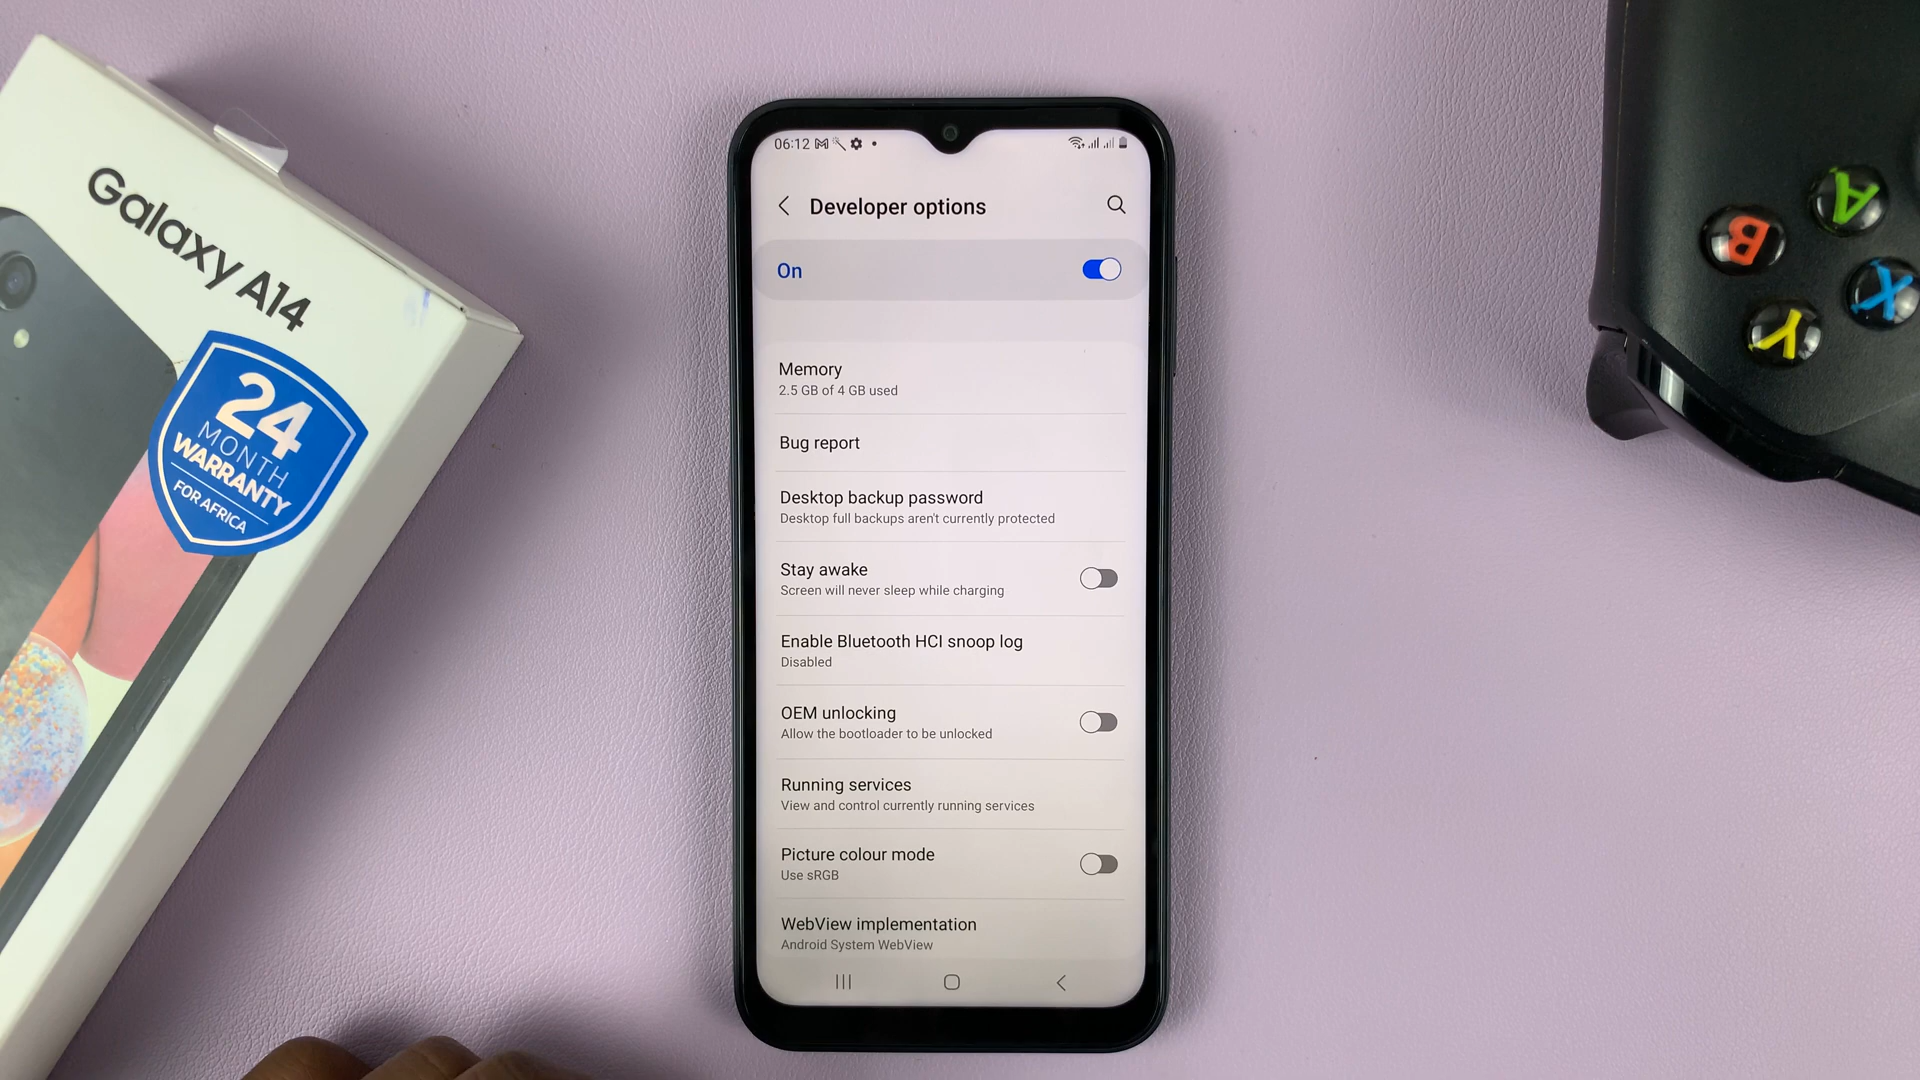 Galaxy A14
24
MONTH
WARRANTY
FOR AFRICA
06:12
Developer options
On
Memory
2.5 GB of 4 GB used
Bug report
Desktop backup password
Desktop full backups aren't currently protected
Stay awake
Screen will never sleep while charging
Enable Bluetooth HCI snoop log
Disabled
OEM unlocking
Allow the bootloader to be unlocked
Running services
View and control currently running services
Picture colour mode
Use sRGB
WebView implementation
Android System WebView
A
B
X
Y